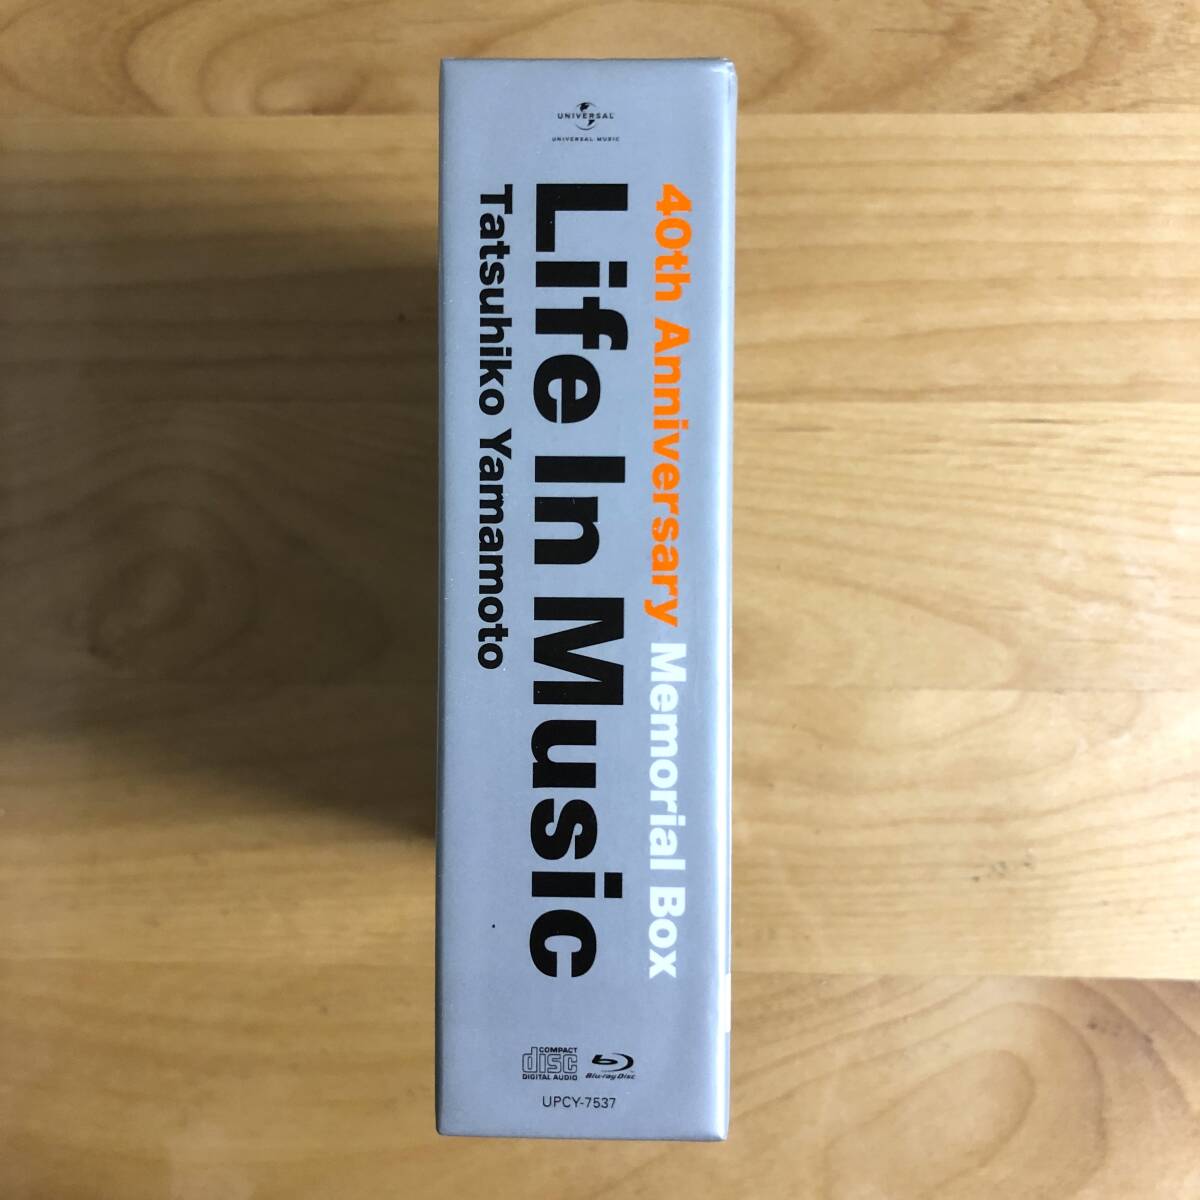 UNIVERSAL
UNIVERSAL MUSIC
40th Anniversary Memorial Box
Life In Music
Tatsuhiko Yamamoto
COMPACT
disc
DIGITAL AUDIO
Blu-ray Disc
UPCY-7537